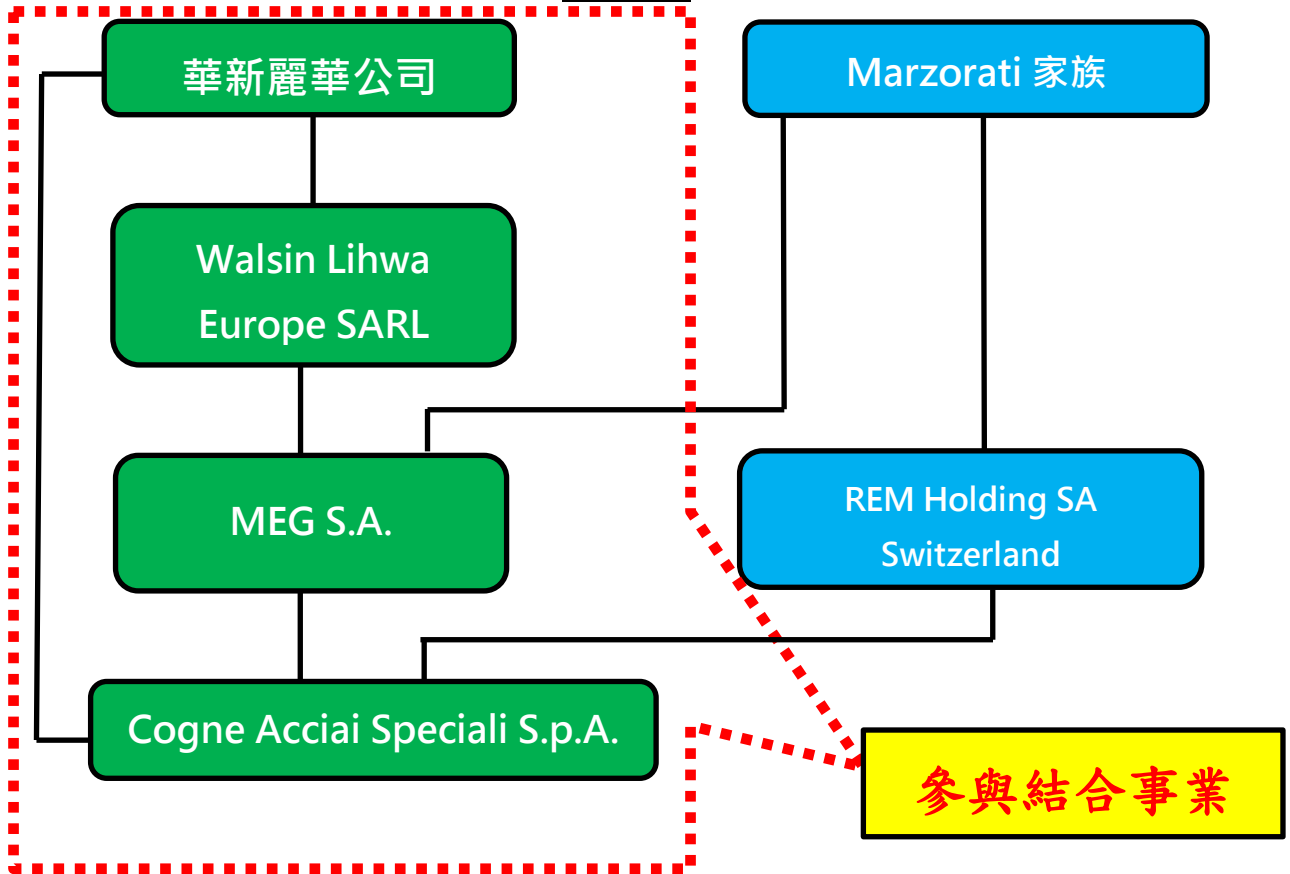 華新麗華公司
Marzorati 家族
Walsin Lihwa
Europe SARL
MEG S.A.
REM Holding SA
Switzerland
Cogne Acciai Speciali S.p.A.
參與結合事業